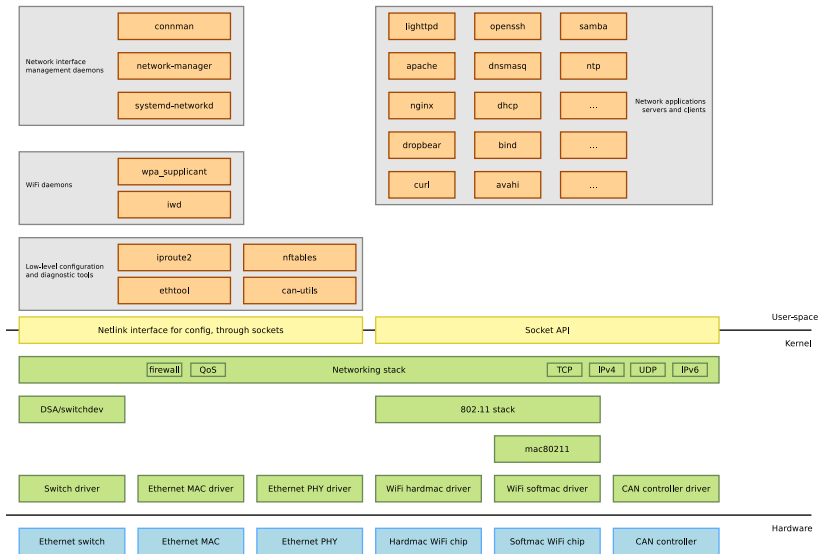 connman
Network interface
management daemons
network-manager
systemd-networkd
lighttpd
openssh
samba
apache
dnsmasq
ntp
nginx
dhcp
...
Network applications
servers and clients
dropbear
bind
...
curl
avahi
...
wpa_supplicant
WiFi daemons
iwd
iproute2
nftables
Low-level configuration
and diagnostic tools
ethtool
can-utils
User-space
Netlink interface for config, through sockets
Socket API
Kernel
firewall
QoS
Networking stack
TCP
IPv4
UDP
IPv6
DSA/switchdev
802.11 stack
mac80211
Switch driver
Ethernet MAC driver
Ethernet PHY driver
WiFi hardmac driver
WiFi softmac driver
CAN controller driver
Hardware
Ethernet switch
Ethernet MAC
Ethernet PHY
Hardmac WiFi chip
Softmac WiFi chip
CAN controller